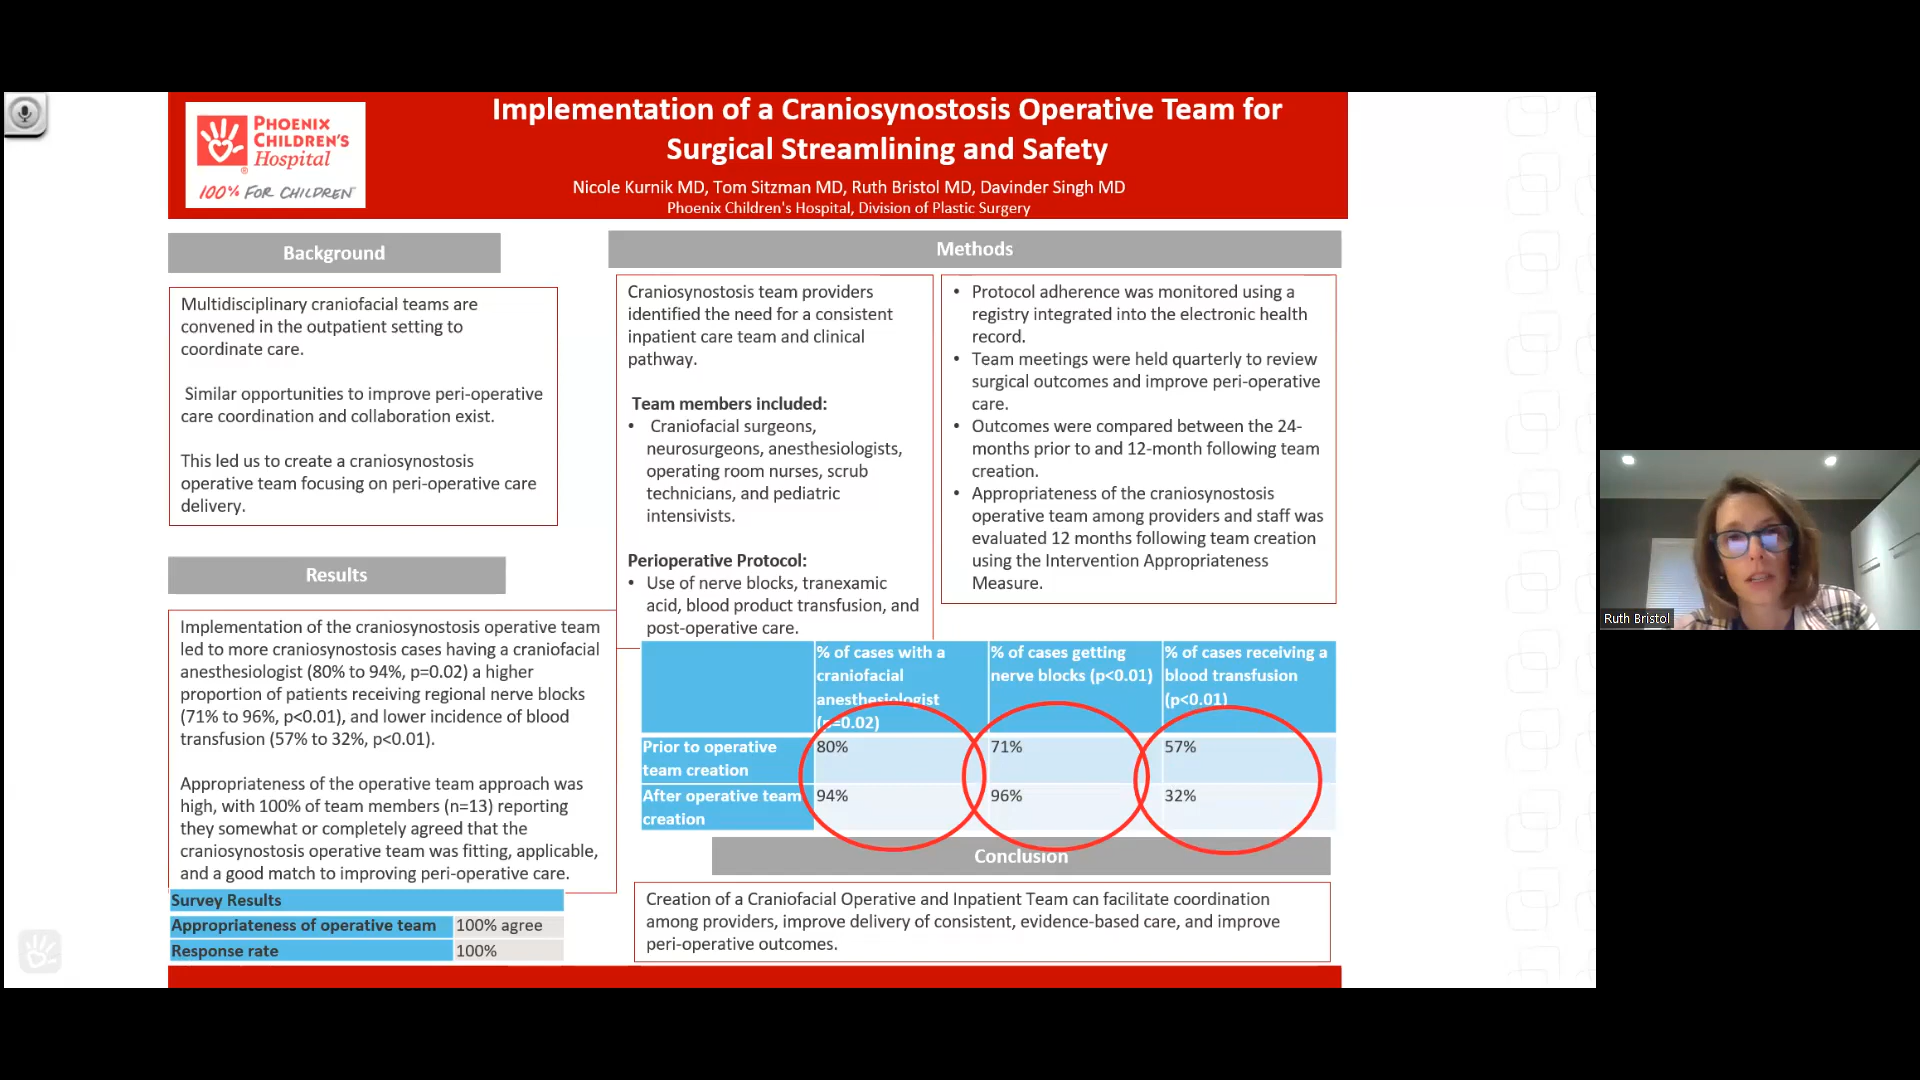 Implementation of a Craniosynostosis Operative Team for
Surgical Streamlining and Safety
Nicole Kurnik MD, Tom Sitzman MD, Ruth Bristol MD, Davinder Singh MD
Phoenix Children's Hospital, Division of Plastic Surgery
PHOENIX
CHILDREN'S
Hospital
100% FOR CHILDREN
Background
Multidisciplinary craniofacial teams are
convened in the outpatient setting to
coordinate care.
Similar opportunities to improve peri-operative
care coordination and collaboration exist.
This led us to create a craniosynostosis
operative team focusing on peri-operative care
delivery.
Results
Implementation of the craniosynostosis operative team
led to more craniosynostosis cases having a craniofacial
anesthesiologist (80% to 94%, p=0.02) a higher
proportion of patients receiving regional nerve blocks
(71% to 96%, p<0.01), and lower incidence of blood
transfusion (57% to 32%, p<0.01).
Appropriateness of the operative team approach was
high, with 100% of team members (n=13) reporting
they somewhat or completely agreed that the
craniosynostosis operative team was fitting, applicable,
and a good match to improving peri-operative care.
Survey Results
Appropriateness of operative team 100% agree
Response rate 100%
Methods
Craniosynostosis team providers
identified the need for a consistent
inpatient care team and clinical
pathway.
Team members included:
• Craniofacial surgeons,
neurosurgeons, anesthesiologists,
operating room nurses, scrub
technicians, and pediatric
intensivists.
Perioperative Protocol:
• Use of nerve blocks, tranexamic
acid, blood product transfusion, and
post-operative care.
• Protocol adherence was monitored using a
registry integrated into the electronic health
record.
• Team meetings were held quarterly to review
surgical outcomes and improve peri-operative
care.
• Outcomes were compared between the 24-
months prior to and 12-month following team
creation.
• Appropriateness of the craniosynostosis
operative team among providers and staff was
evaluated 12 months following team creation
using the Intervention Appropriateness
Measure.
% of cases with a
craniofacial
anesthesiologist
(p=0.02)
% of cases getting
nerve blocks (p<0.01)
% of cases receiving a
blood transfusion
(p<0.01)
Prior to operative
team creation
80% 71% 57%
After operative team
creation
94% 96% 32%
Conclusion
Creation of a Craniofacial Operative and Inpatient Team can facilitate coordination
among providers, improve delivery of consistent, evidence-based care, and improve
peri-operative outcomes.
Ruth Bristol